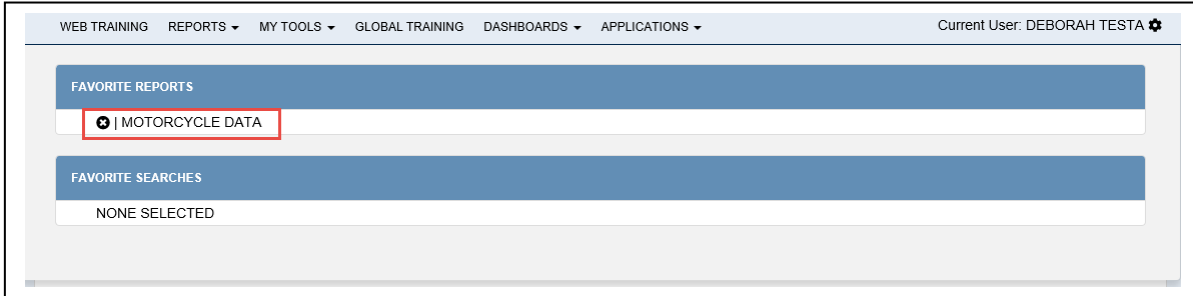 WEB TRAINING REPORTS MY TOOLS GLOBAL TRAINING DASHBOARDS APPLICATIONS Current User: DEBORAH TESTA
FAVORITE REPORTS
| MOTORCYCLE DATA
FAVORITE SEARCHES
NONE SELECTED